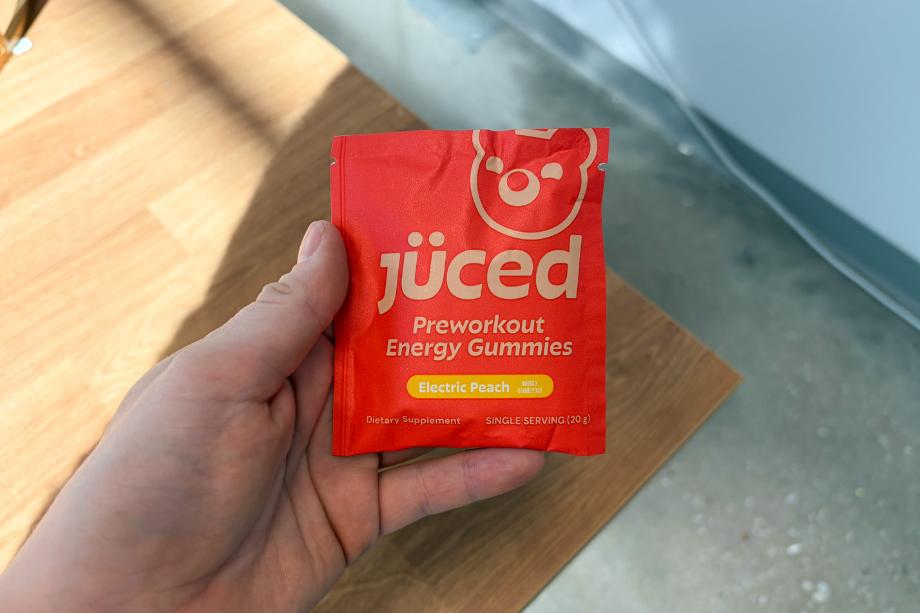 jüced
Preworkout
Energy Gummies
Electric Peach
Dietary Supplement SINGLE SERVING (20 g)